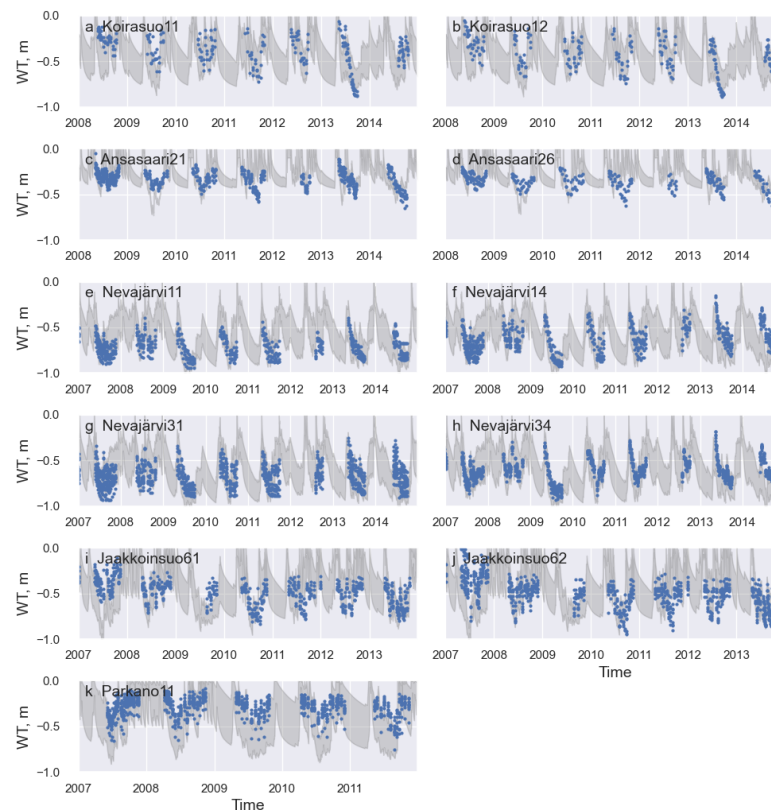 WT, m
0.0
−0.5
−1.0
a Koirasuo11
2008 2009 2010 2011 2012 2013 2014
b Koirasuo12
2008 2009 2010 2011 2012 2013 2014
WT, m
0.0
−0.5
−1.0
c Ansasaari21
2008 2009 2010 2011 2012 2013 2014
d Ansasaari26
2008 2009 2010 2011 2012 2013 2014
WT, m
0.0
−0.5
−1.0
e Nevajärvi11
2007 2008 2009 2010 2011 2012 2013 2014
f Nevajärvi14
2007 2008 2009 2010 2011 2012 2013 2014
WT, m
0.0
−0.5
−1.0
g Nevajärvi31
2007 2008 2009 2010 2011 2012 2013 2014
h Nevajärvi34
2007 2008 2009 2010 2011 2012 2013 2014
WT, m
0.0
−0.5
−1.0
i Jaakkoinsuo61
2007 2008 2009 2010 2011 2012 2013
j Jaakkoinsuo62
2007 2008 2009 2010 2011 2012 2013
Time
WT, m
0.0
−0.5
−1.0
k Parkano11
2007 2008 2009 2010 2011
Time